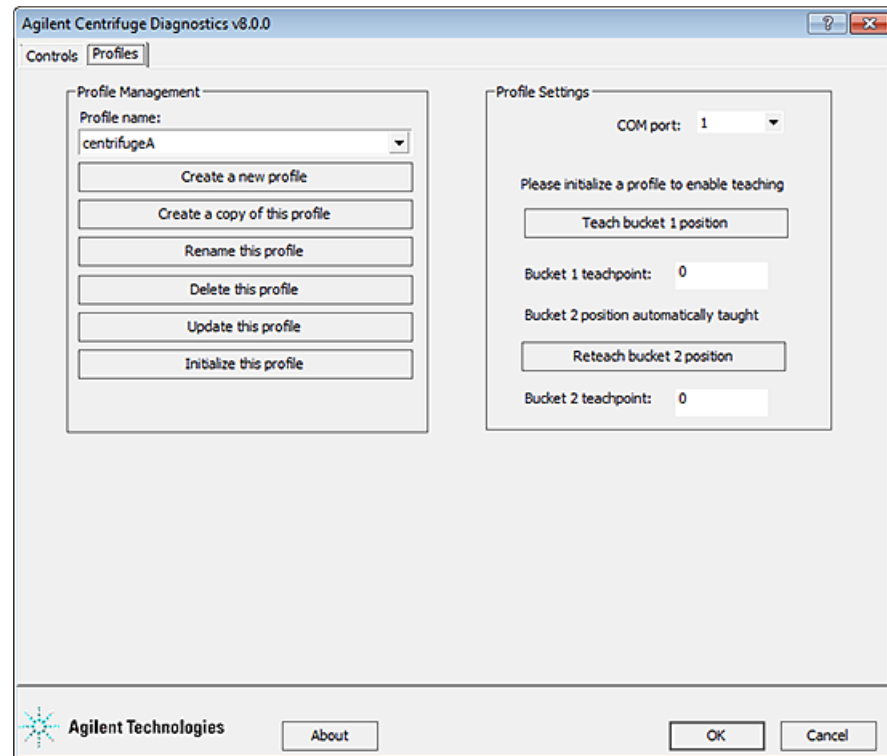 Agilent Centrifuge Diagnostics v8.0.0
Controls
Profiles
Profile Management
Profile name:
centrifugeA
Create a new profile
Create a copy of this profile
Rename this profile
Delete this profile
Update this profile
Initialize this profile
Profile Settings
COM port: 1
Please initialize a profile to enable teaching
Teach bucket 1 position
Bucket 1 teachpoint: 0
Bucket 2 position automatically taught
Reteach bucket 2 position
Bucket 2 teachpoint: 0
Agilent Technologies
About
OK
Cancel